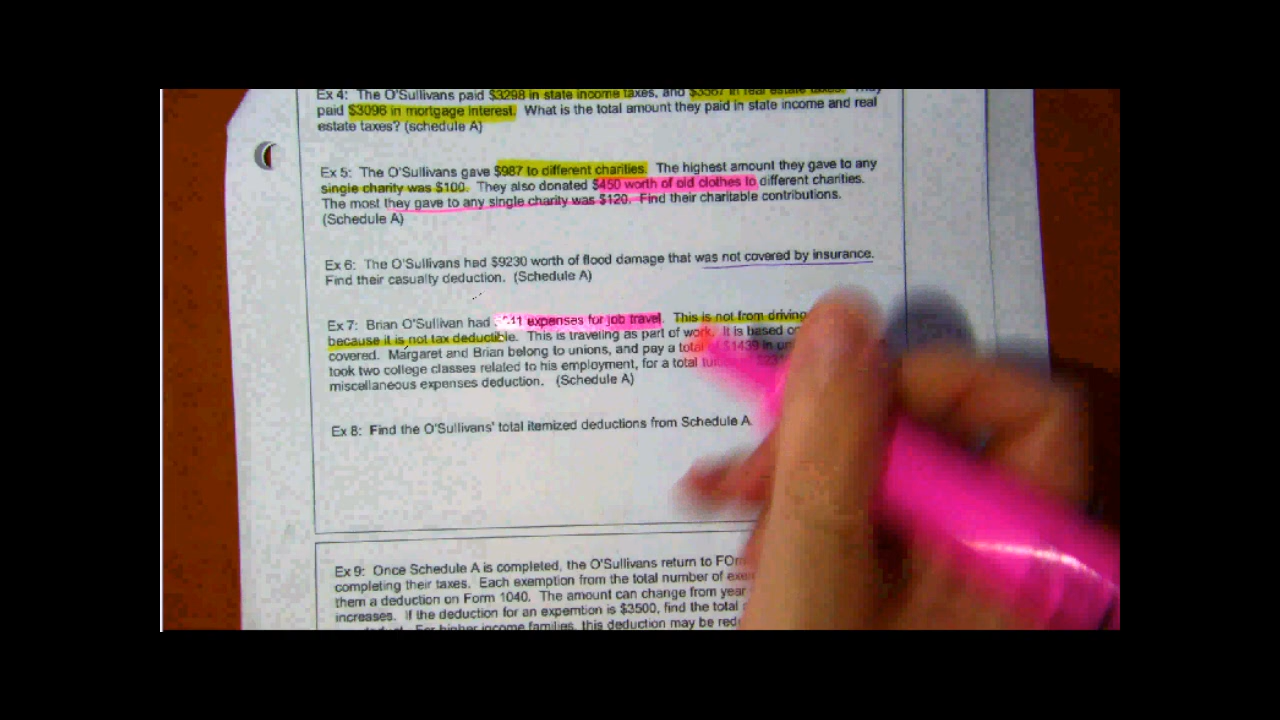 Ex 4: The O'Sullivans paid $3298 in state income taxes, and in real estate taxes.
paid $3098 in mortgage interest. What is the total amount they paid in state income and real
estate taxes? (schedule A)
Ex 5: The O'Sullivans gave $987 to different charities. The highest amount they gave to any
single charity was $100. They also donated $450 worth of old clothes to different charities.
The most they gave to any single charity was $120. Find their charitable contributions.
(Schedule A)
Ex 6: The O'Sullivans had $9230 worth of flood damage that was not covered by insurance.
Find their casualty deduction. (Schedule A)
Ex 7: Brian O'Sullivan had expenses for job travel. This is not from driving
because it is not tax deductible. This is traveling as part of work. It is based
covered. Margaret and Brian belong to unions, and pay a total of $1439 in
took two college classes related to his employment, for a total
miscellaneous expenses deduction. (Schedule A)
Ex 8: Find the O'Sullivans' total itemized deductions from Schedule A.
Ex 9: Once Schedule A is completed, the O'Sullivans return to
completing their taxes. Each exemption from the total number of
them a deduction on Form 1040. The amount can change from year
increases. If the deduction for an expemtion is $3500, find the total
For higher income families, this deduction may be